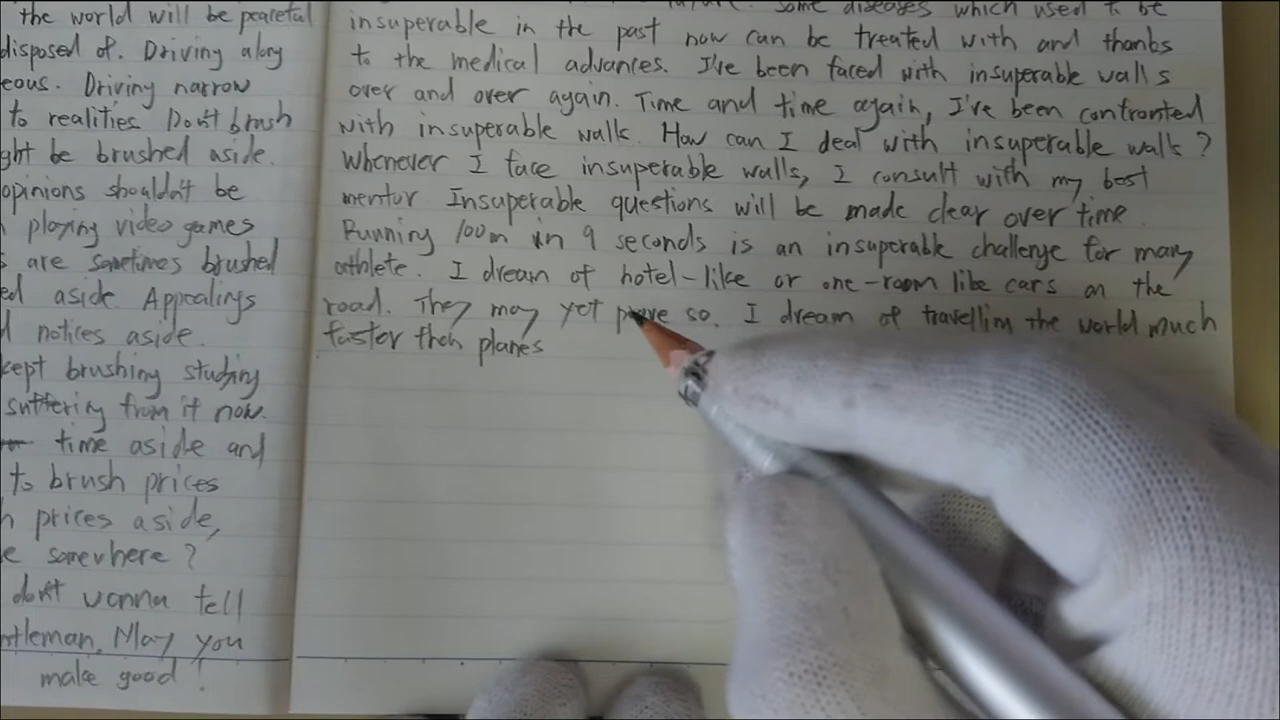 the world will be peaceful
disposed of. Driving along
eous. Driving narrow
to realities. Don't brush
ght be brushed aside.
opinions shouldn't be
playing video games
s are sometimes brushed
ed aside Appealings
d notices aside.
kept brushing studying
suffering from it now.
time aside and
to brush prices
h prices aside,
e somewhere?
don't wanna tell
ntleman. May you
make good!
some diseases which used to be
insuperable in the past now can be treated with and thanks
to the medical advances. I've been faced with insuperable walls
over and over again. Time and time again, I've been confronted
with insuperable walls. How can I deal with insuperable walls?
Whenever I face insuperable walls, I consult with my best
mentor Insuperable questions will be made clear over time.
Running 100m in 9 seconds is an insuperable challenge for many
athlete. I dream of hotel-like or one-room like cars on the
road. They may yet prove so. I dream of travellim the world much
faster then planes